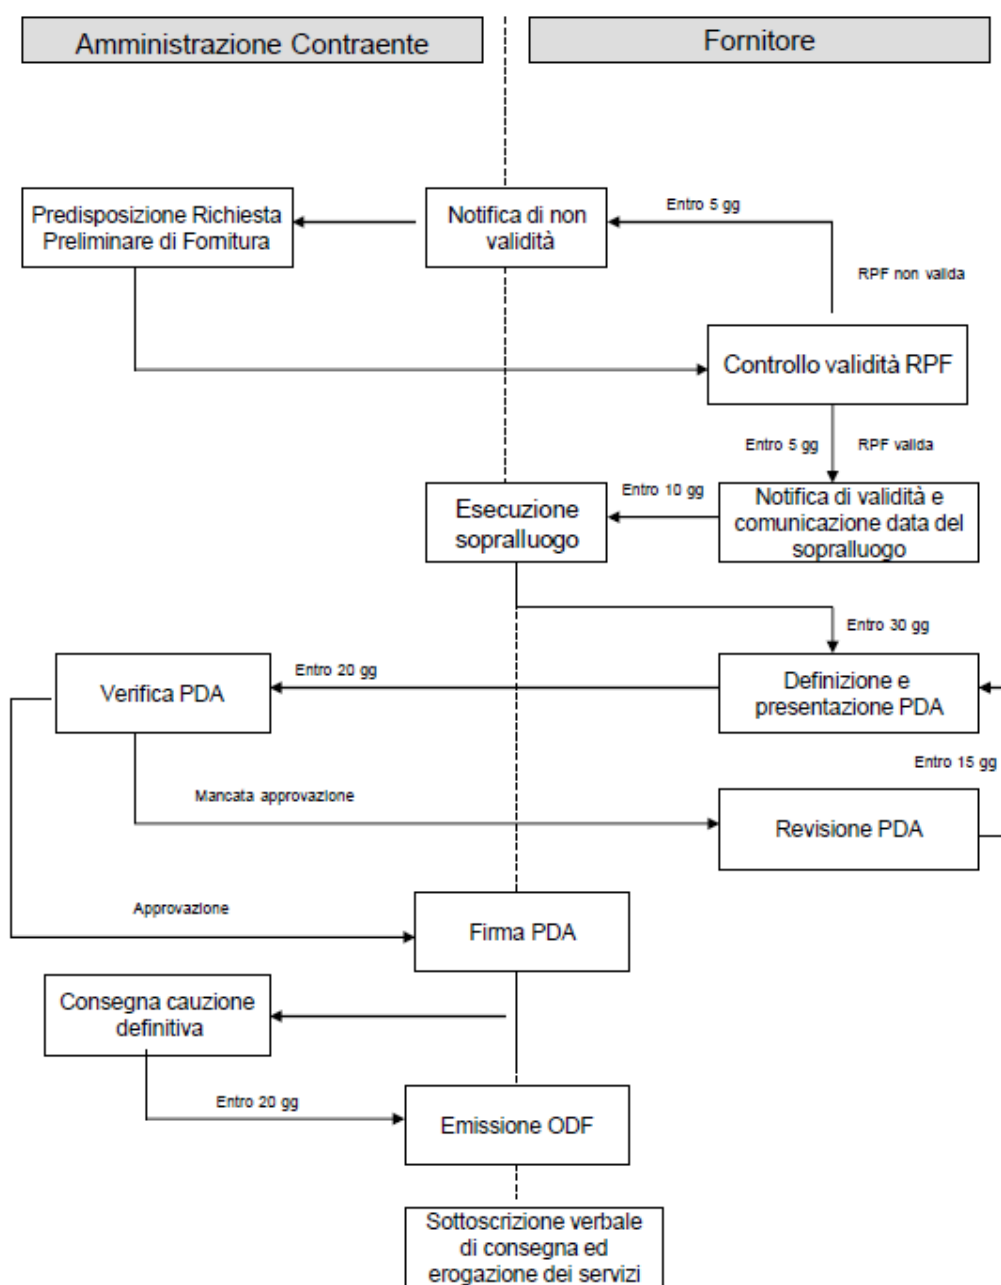 Amministrazione Contraente
Fornitore
Predisposizione Richiesta
Preliminare di Fornitura
Notifica di non
validità
Entro 5 gg
RPF non valida
Controllo validità RPF
Entro 5 gg
RPF valida
Esecuzione
sopralluogo
Entro 10 gg
Notifica di validità e
comunicazione data del
sopralluogo
Entro 30 gg
Verifica PDA
Entro 20 gg
Definizione e
presentazione PDA
Entro 15 gg
Mancata approvazione
Revisione PDA
Approvazione
Firma PDA
Consegna cauzione
definitiva
Entro 20 gg
Emissione ODF
Sottoscrizione verbale
di consegna ed
erogazione dei servizi